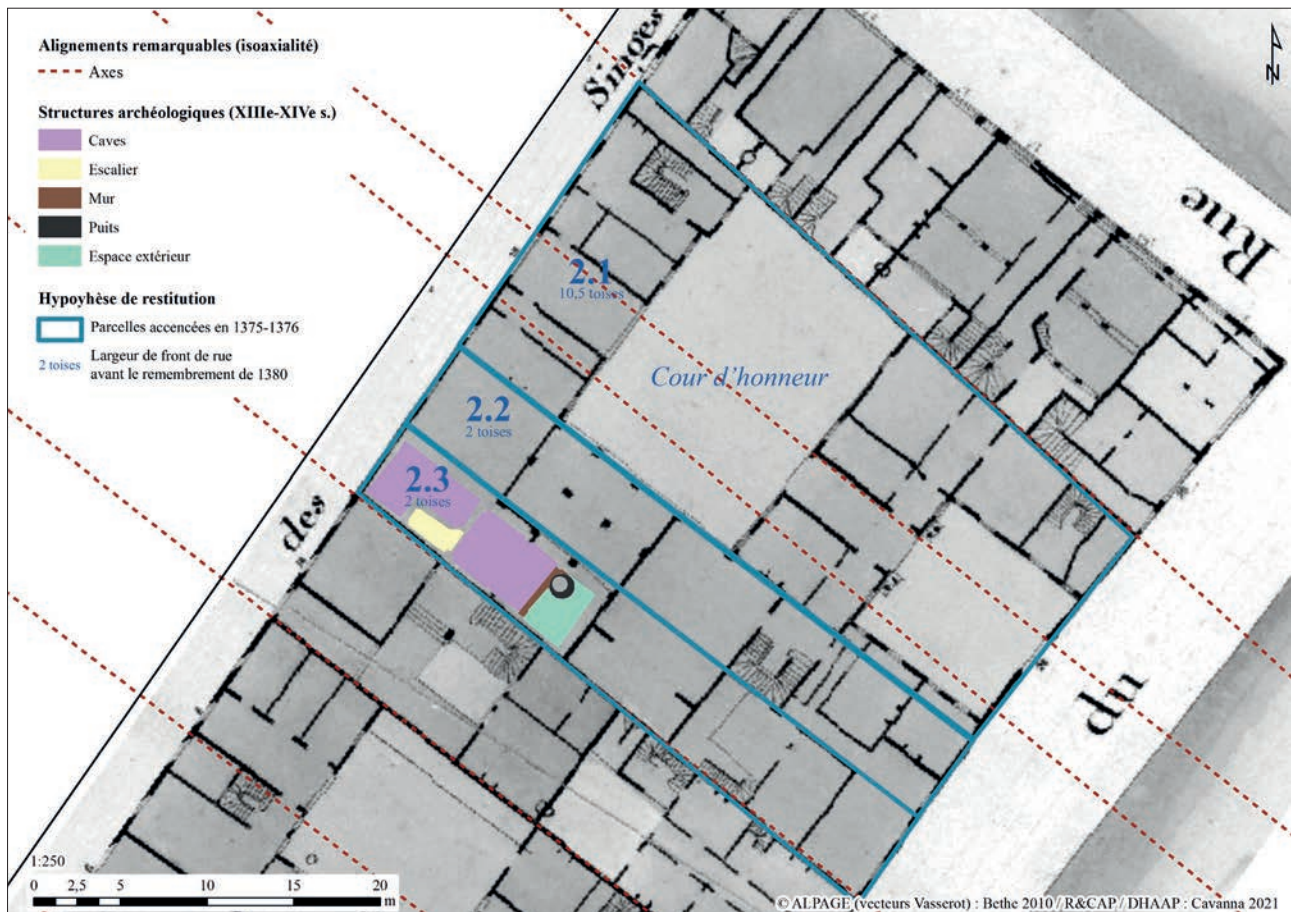 Alignements remarquables (isoaxialité)
Axes
Structures archéologiques (XIIIe-XIVe s.)
Caves
Escalier
Mur
Puits
Espace extérieur
Hypoyhèse de restitution
Parcelles accencées en 1375-1376
2 toises
Largeur de front de rue
avant le remembrement de 1380
Singes
des
Rue
du
N
2.1
10,5 toises
Cour d'honneur
2.2
2 toises
2.3
2 toises
1:250
0 2,5 5 10 15 20
m
© ALPAGE (vecteurs Vasserot) : Bethe 2010 / R&CAP / DHAAP : Cavanna 2021